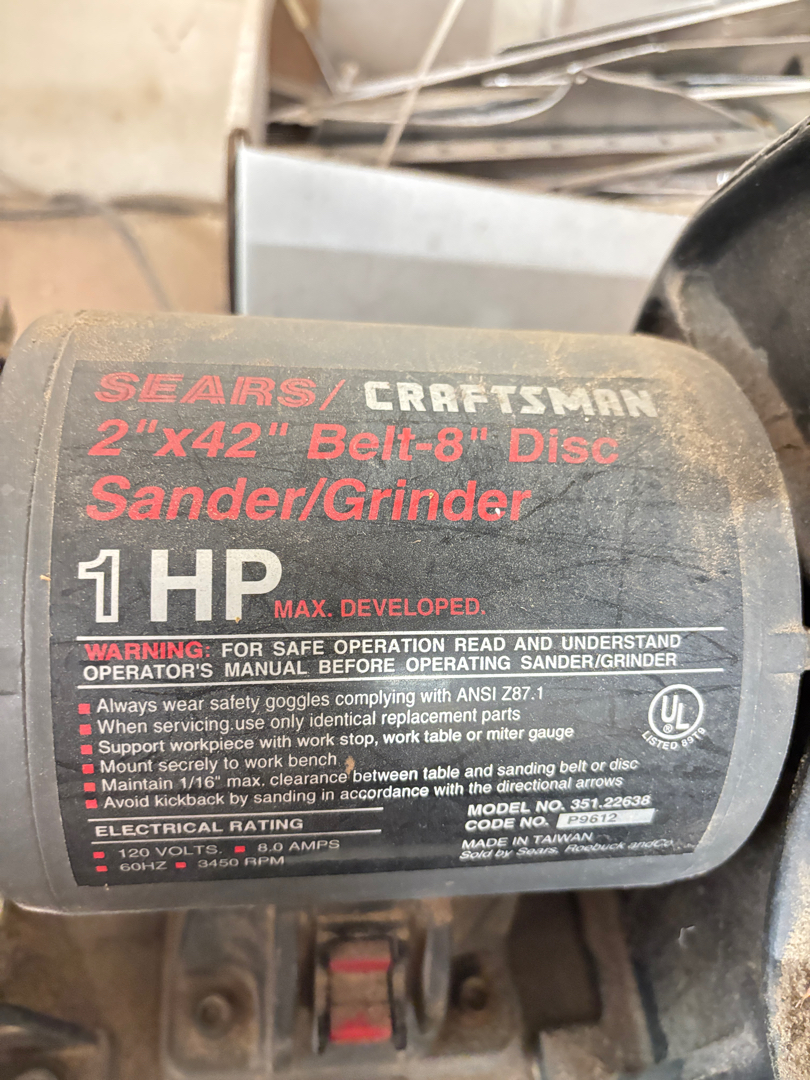 SEARS/ CRAFTSMAN
2"x42" Belt-8" Disc
Sander/Grinder
1 HP MAX. DEVELOPED.
WARNING: FOR SAFE OPERATION READ AND UNDERSTAND
OPERATOR'S MANUAL BEFORE OPERATING SANDER/GRINDER
Always wear safety goggles complying with ANSI Z87.1
When servicing use only identical replacement parts
Support workpiece with work stop, work table or miter gauge
Mount secrely to work bench
Maintain 1/16" max. clearance between table and sanding belt or disc
Avoid kickback by sanding in accordance with the directional arrows
UL
LISTED 89T9
ELECTRICAL RATING
120 VOLTS. 8.0 AMPS
60HZ 3450 RPM
MODEL NO. 351.22638
CODE NO. P9612
MADE IN TAIWAN
Sold by Sears, Roebuck and Co.